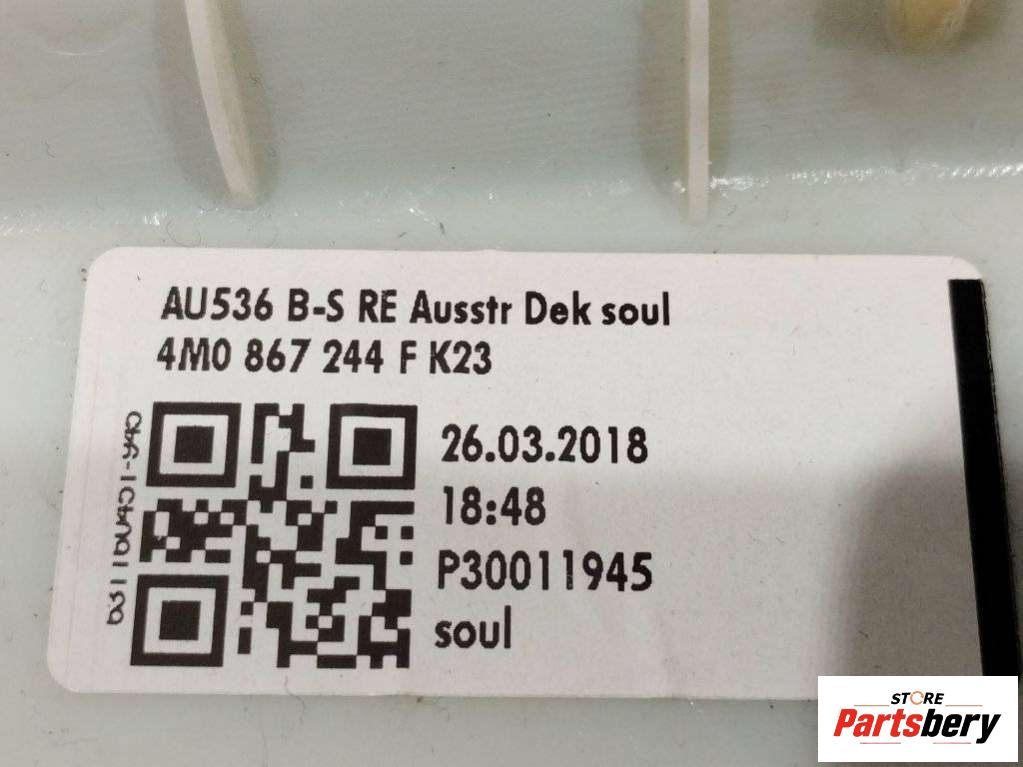 AU536 B-S RE Ausstr Dek soul
4M0 867 244 F K23
26.03.2018
18:48
P30011945
soul
STORE
Partsbery